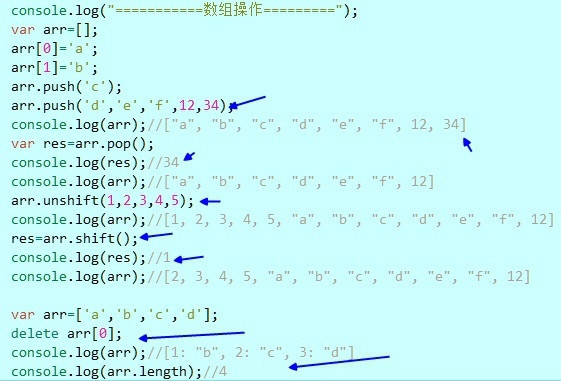 console.log("===========数组操作=========");
var arr=[];
arr[0]='a';
arr[1]='b';
arr.push('c');
arr.push('d','e','f',12,34);
console.log(arr);//["a", "b", "c", "d", "e", "f", 12, 34]
var res=arr.pop();
console.log(res);//34
console.log(arr);//["a", "b", "c", "d", "e", "f", 12]
arr.unshift(1,2,3,4,5);
console.log(arr);//[1, 2, 3, 4, 5, "a", "b", "c", "d", "e", "f", 12]
res=arr.shift();
console.log(res);//1
console.log(arr);//[2, 3, 4, 5, "a", "b", "c", "d", "e", "f", 12]
var arr=['a','b','c','d'];
delete arr[0];
console.log(arr);//[1: "b", 2: "c", 3: "d"]
console.log(arr.length);//4